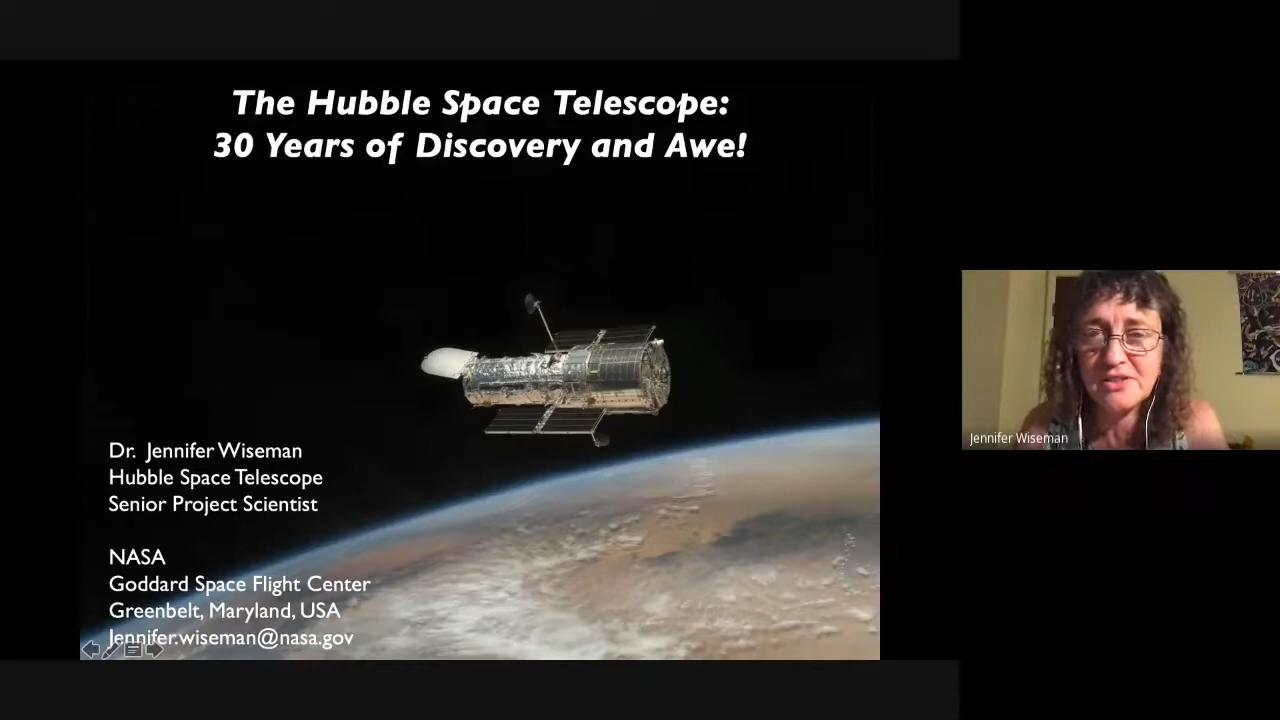 The Hubble Space Telescope:
30 Years of Discovery and Awe!
Dr. Jennifer Wiseman
Hubble Space Telescope
Senior Project Scientist
NASA
Goddard Space Flight Center
Greenbelt, Maryland, USA
Jennifer.wiseman@nasa.gov
Jennifer Wiseman